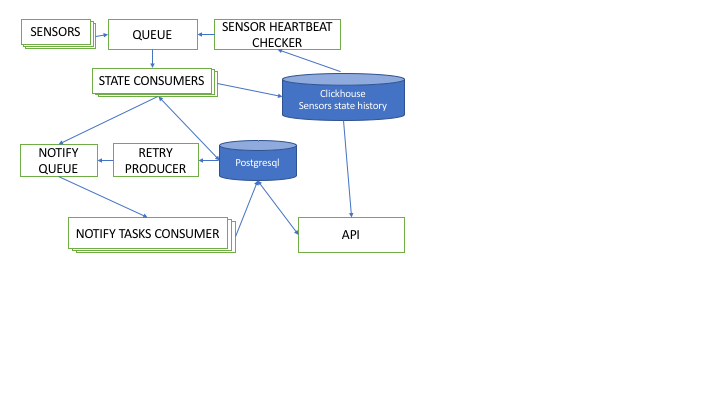 SENSORS
QUEUE
SENSOR HEARTBEAT
CHECKER
STATE CONSUMERS
Clickhouse
Sensors state history
NOTIFY
QUEUE
RETRY
PRODUCER
Postgresql
NOTIFY TASKS CONSUMER
API